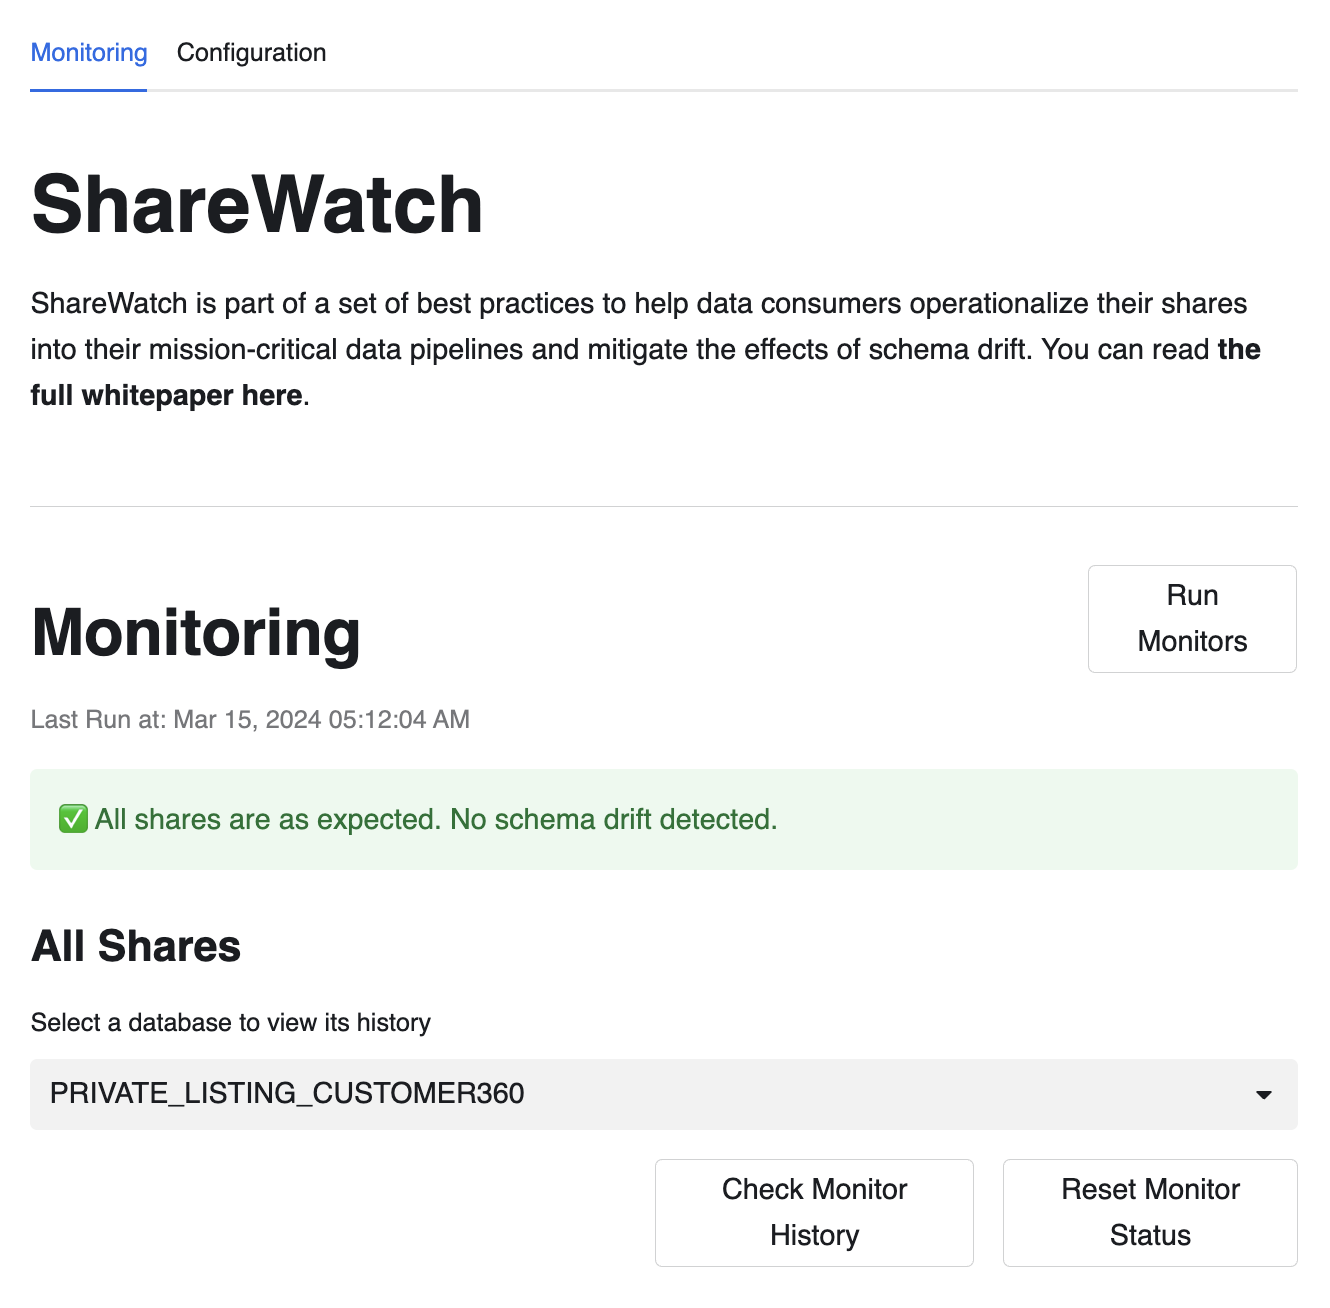 Monitoring Configuration
ShareWatch
ShareWatch is part of a set of best practices to help data consumers operationalize their shares
into their mission-critical data pipelines and mitigate the effects of schema drift. You can read the
full whitepaper here.
Run
Monitors
Monitoring
Last Run at: Mar 15, 2024 05:12:04 AM
✅ All shares are as expected. No schema drift detected.
All Shares
Select a database to view its history
PRIVATE_LISTING_CUSTOMER360
Check Monitor
History
Reset Monitor
Status